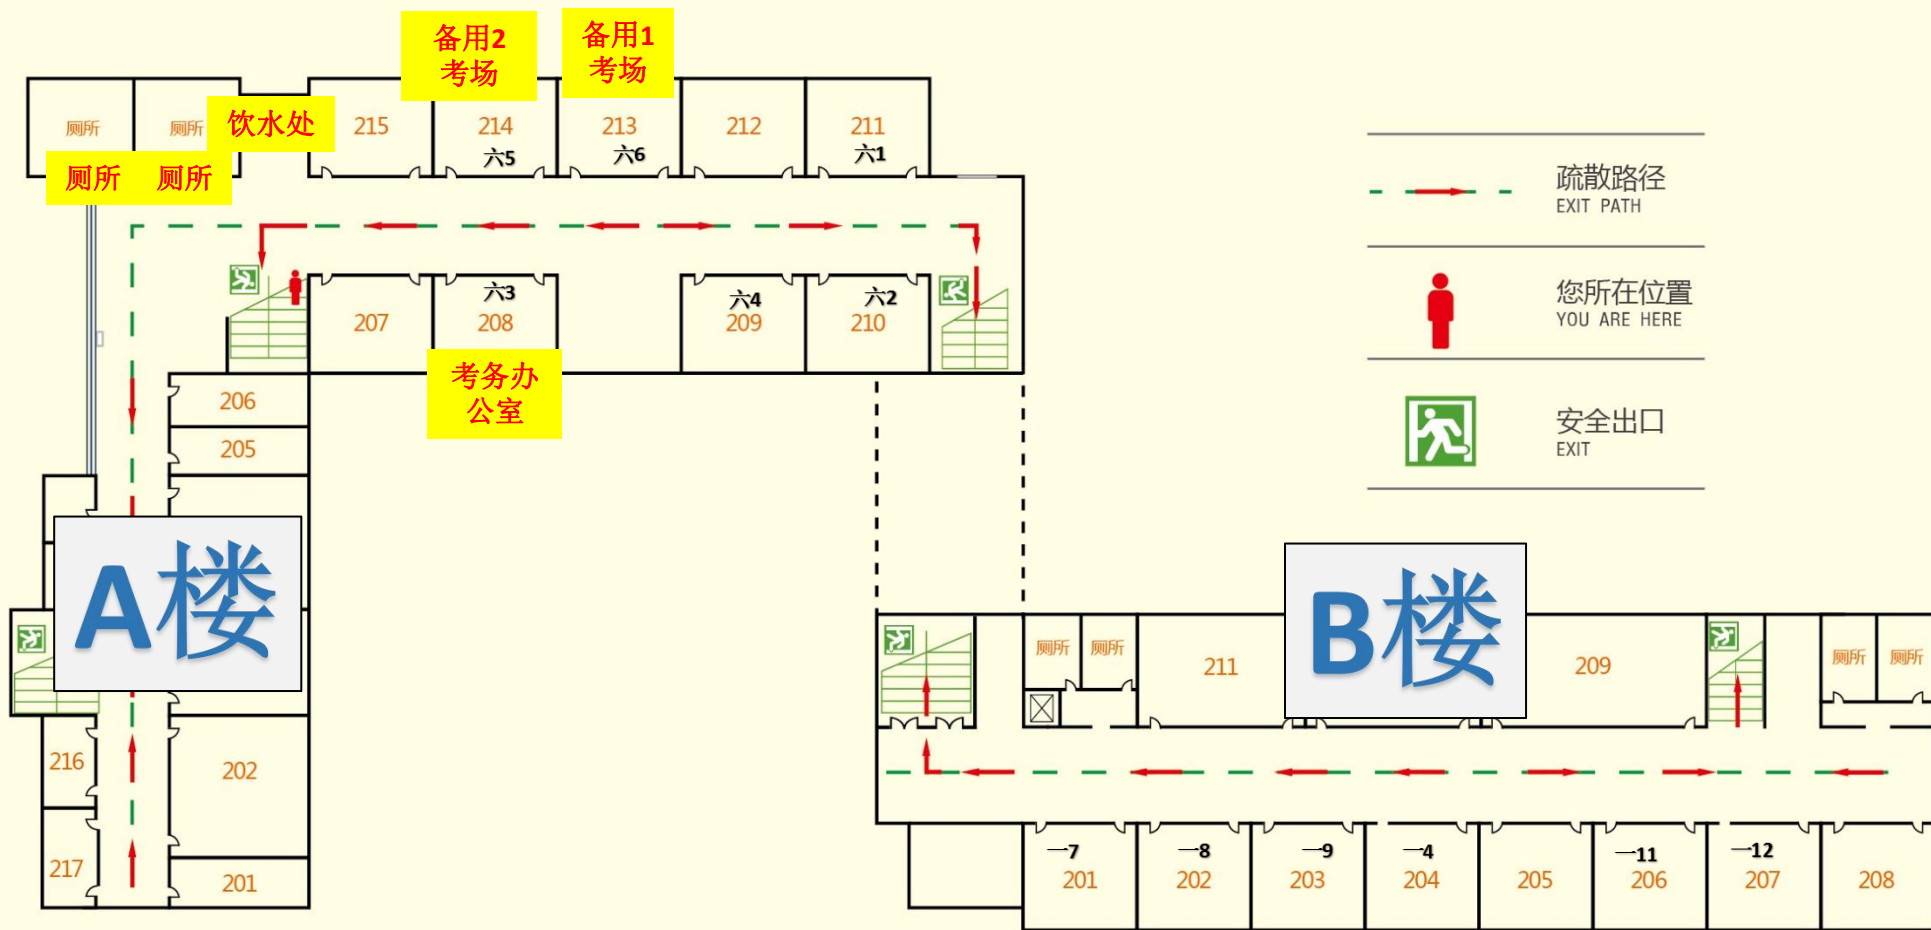 备用2
考场
备用1
考场
厕所
厕所
饮水处
215
214
六5
213
六6
212
211
六1
厕所
厕所
207
六3
208
六4
209
六2
210
考务办
公室
206
205
A楼
216
202
217
201
疏散路径
EXIT PATH
您所在位置
YOU ARE HERE
安全出口
EXIT
B楼
厕所
厕所
211
209
厕所
厕所
一7
201
一8
202
一9
203
一4
204
205
一11
206
一12
207
208